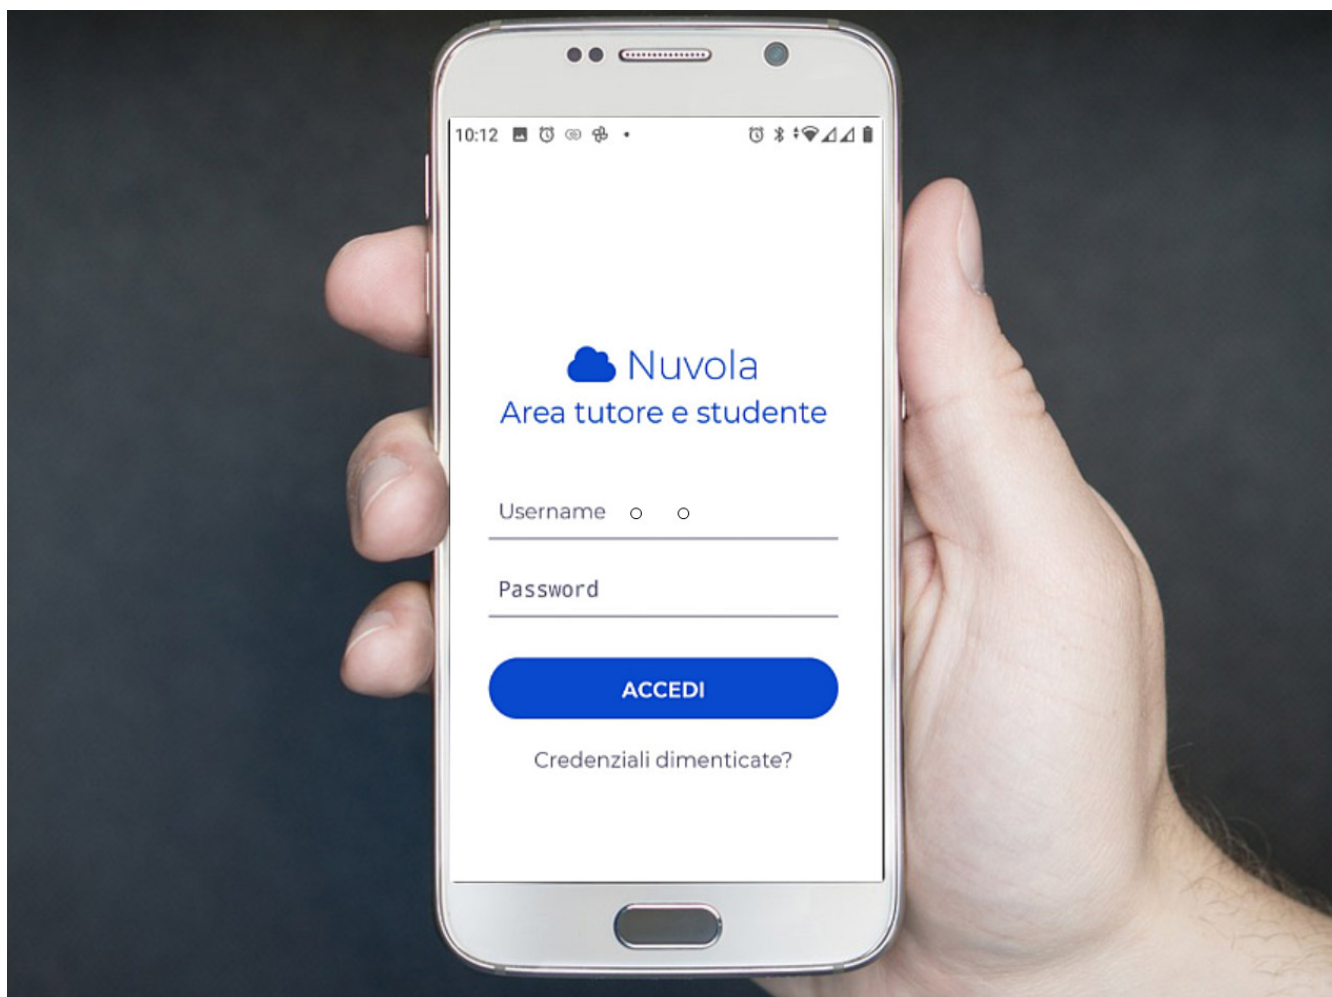 10:12
Nuvola
Area tutore e studente
Username
Password
ACCEDI
Credenziali dimenticate?